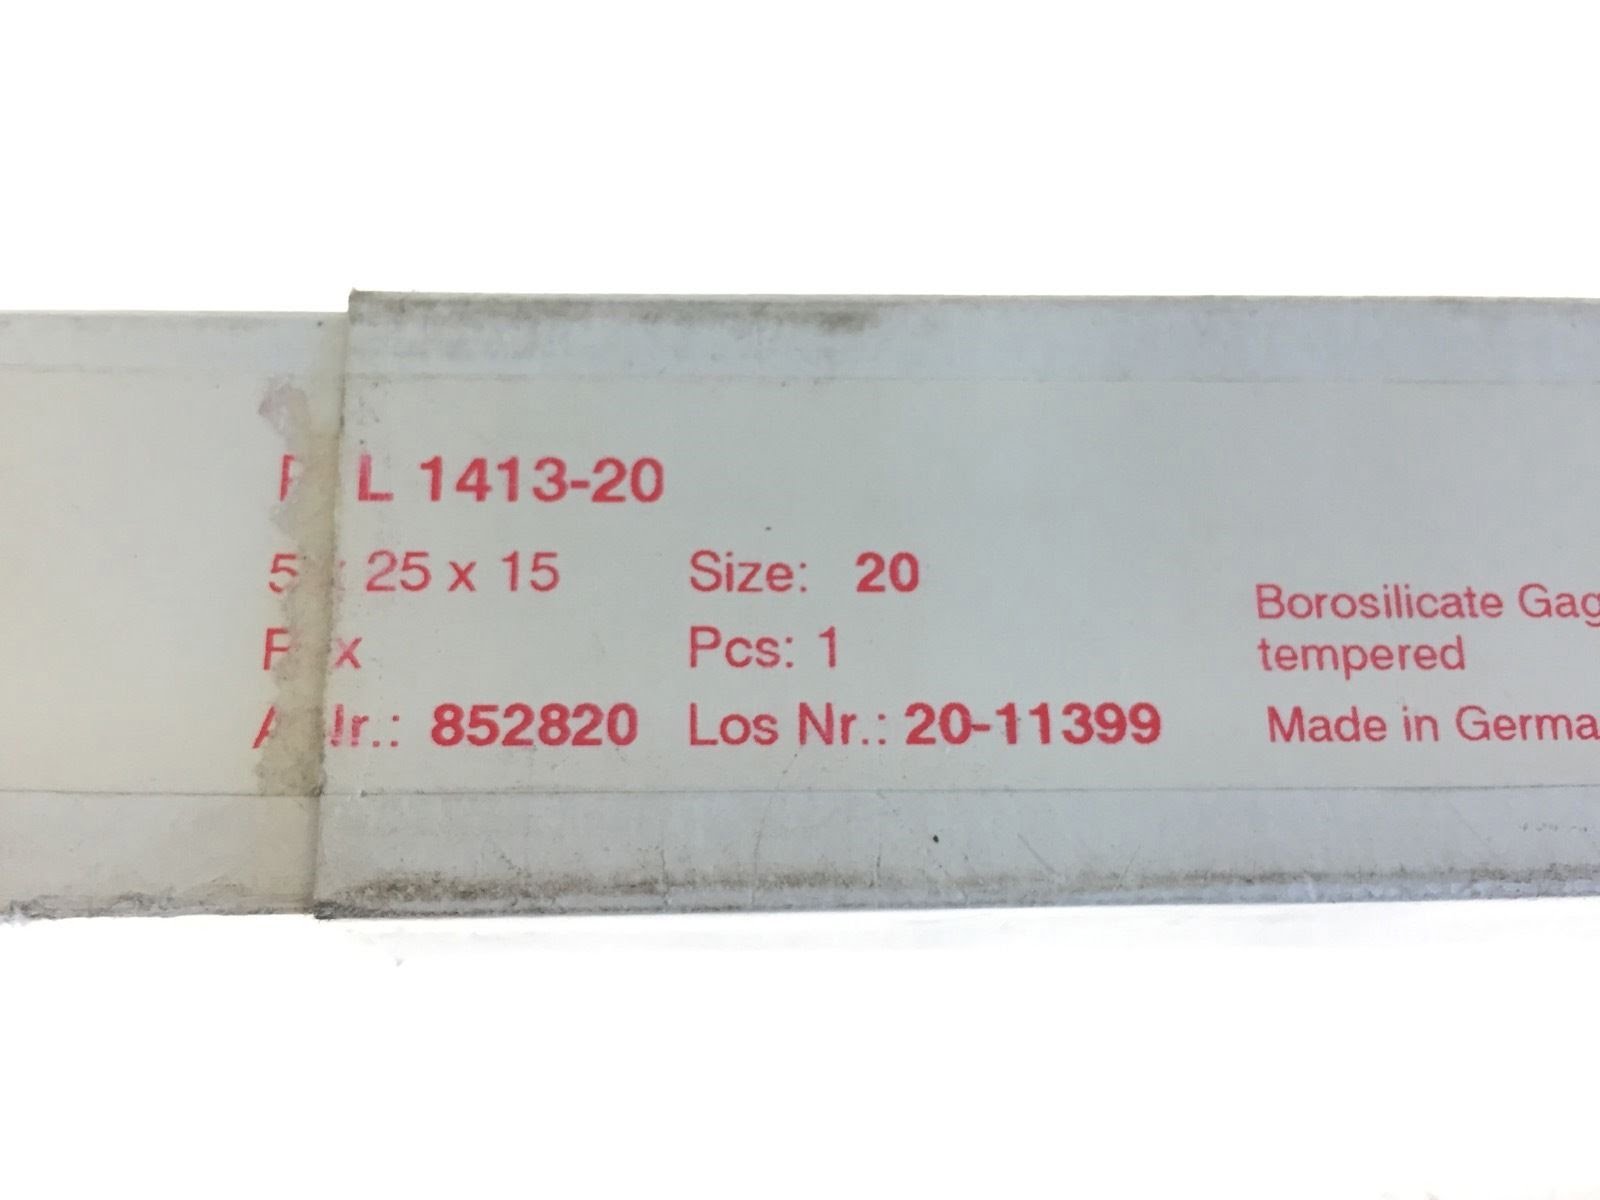 L 1413-20
25 x 15 Size: 20
Pcs: 1
852820 Los Nr.: 20-11399
Borosilicate Gag
tempered
Made in Germa